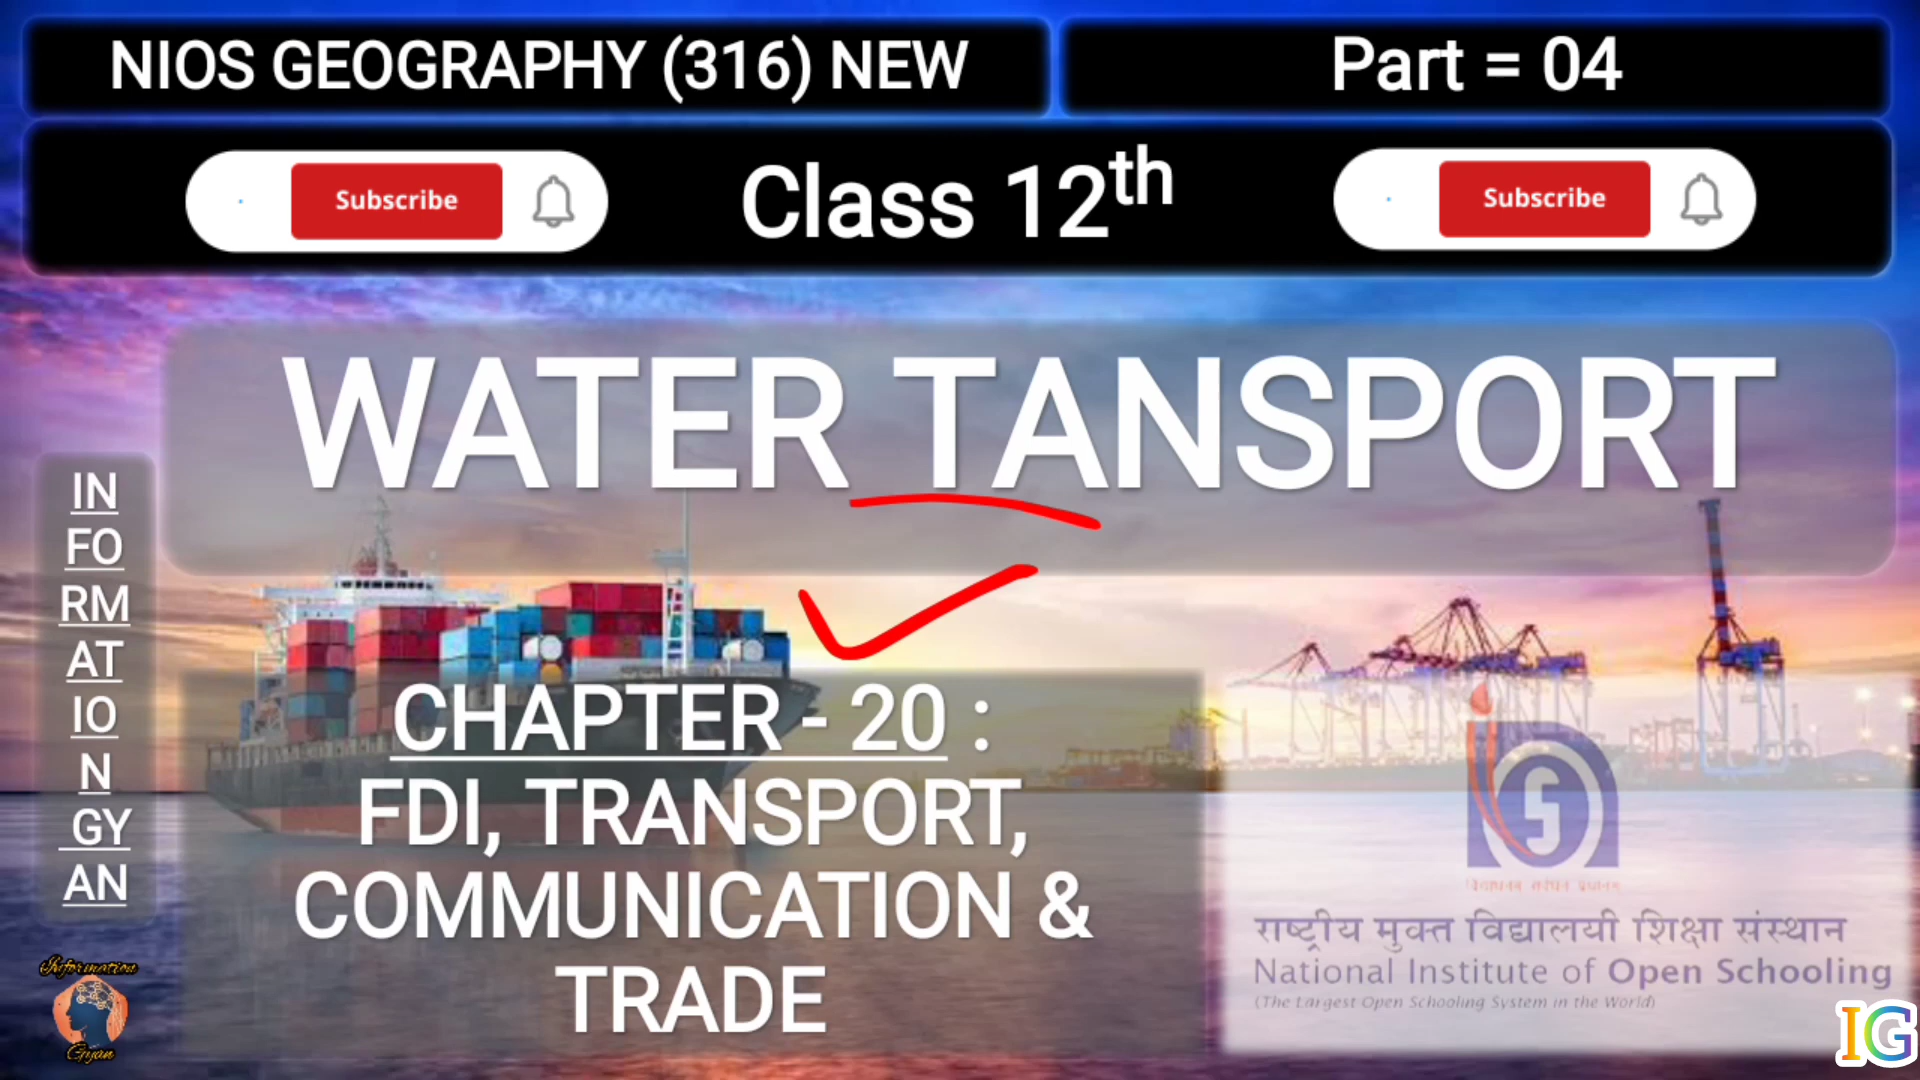 NIOS GEOGRAPHY (316) NEW
Part = 04
Subscribe
Class 12th
Subscribe
WATER TANSPORT
IN
FO
RM
AT
IO
N
GY
AN
CHAPTER - 20 :
FDI, TRANSPORT,
COMMUNICATION &
TRADE
राष्ट्रीय मुक्त विद्यालयी शिक्षा संस्थान
National Institute of Open Schooling
(The Largest Open Schooling System in the World)
Information
Gyan
IG